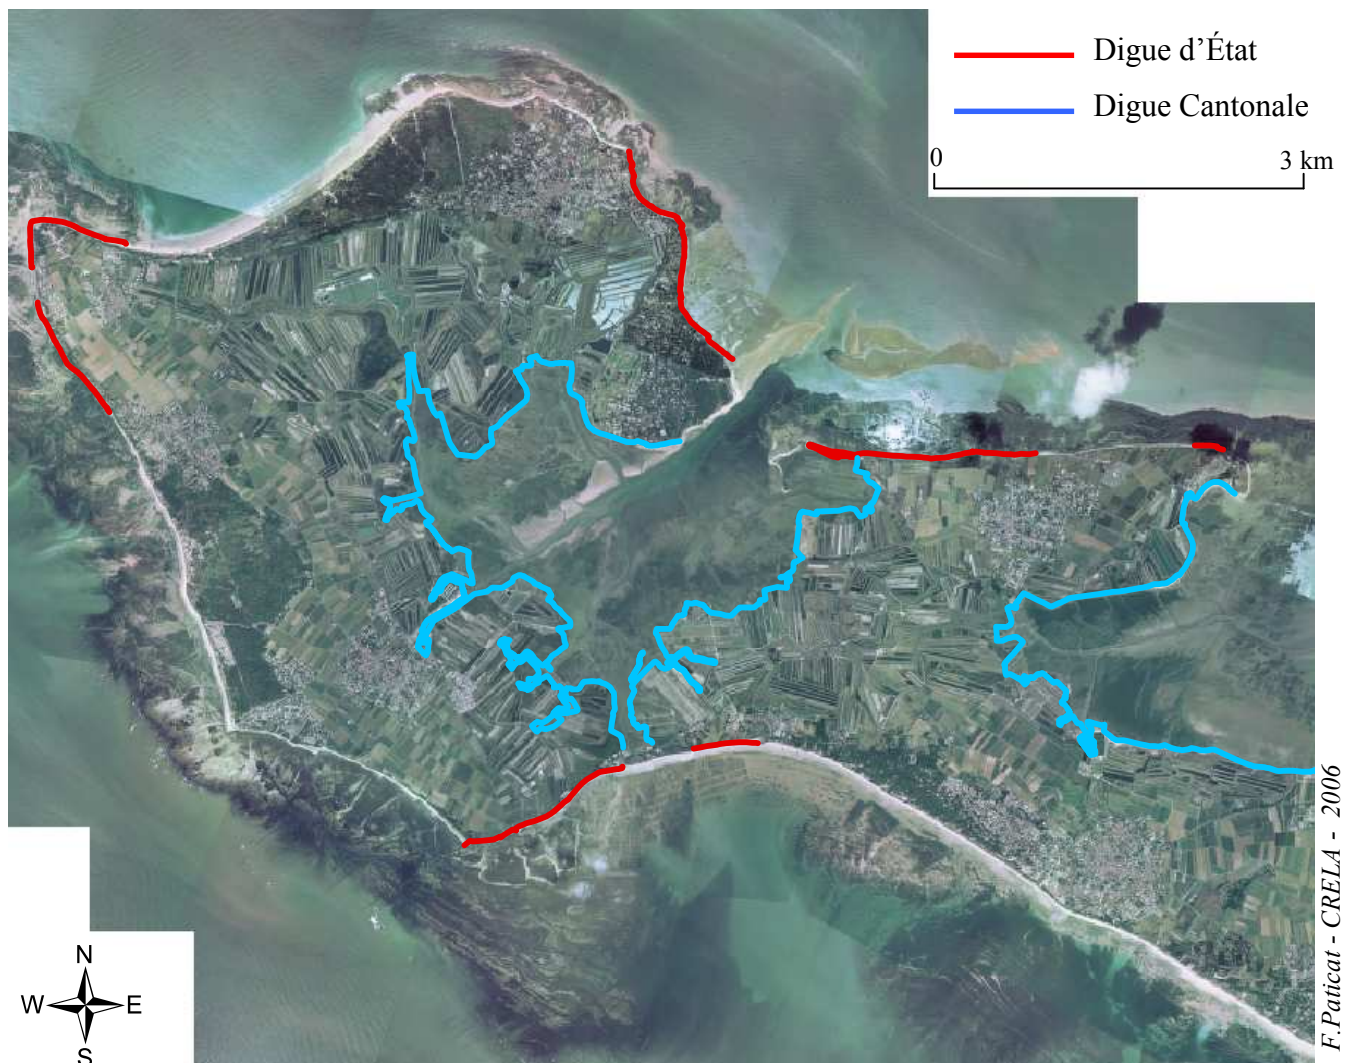 Digue d’État
Digue Cantonale
0 3 km
N
W E
S
F.Paticat - CRELA - 2006